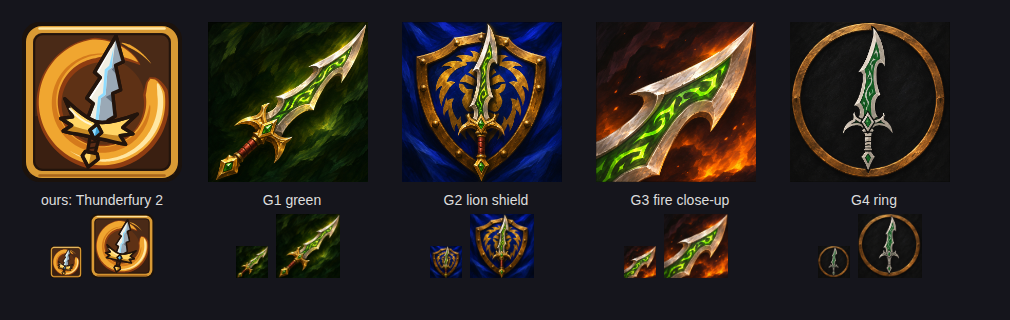 ours: Thunderfury 2
G1 green
G2 lion shield
G3 fire close-up
G4 ring